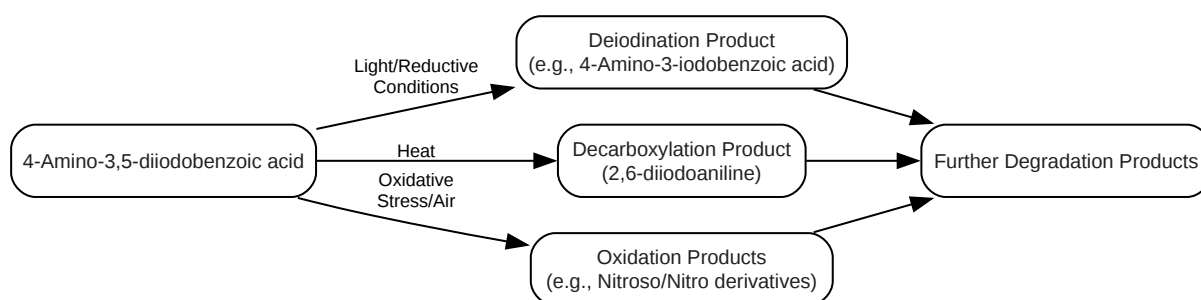 Deiodination Product
(e.g., 4-Amino-3-iodobenzoic acid)
Light/Reductive
Conditions
4-Amino-3,5-diiodobenzoic acid
Heat
Decarboxylation Product
(2,6-diiodoaniline)
Further Degradation Products
Oxidative
Stress/Air
Oxidation Products
(e.g., Nitroso/Nitro derivatives)